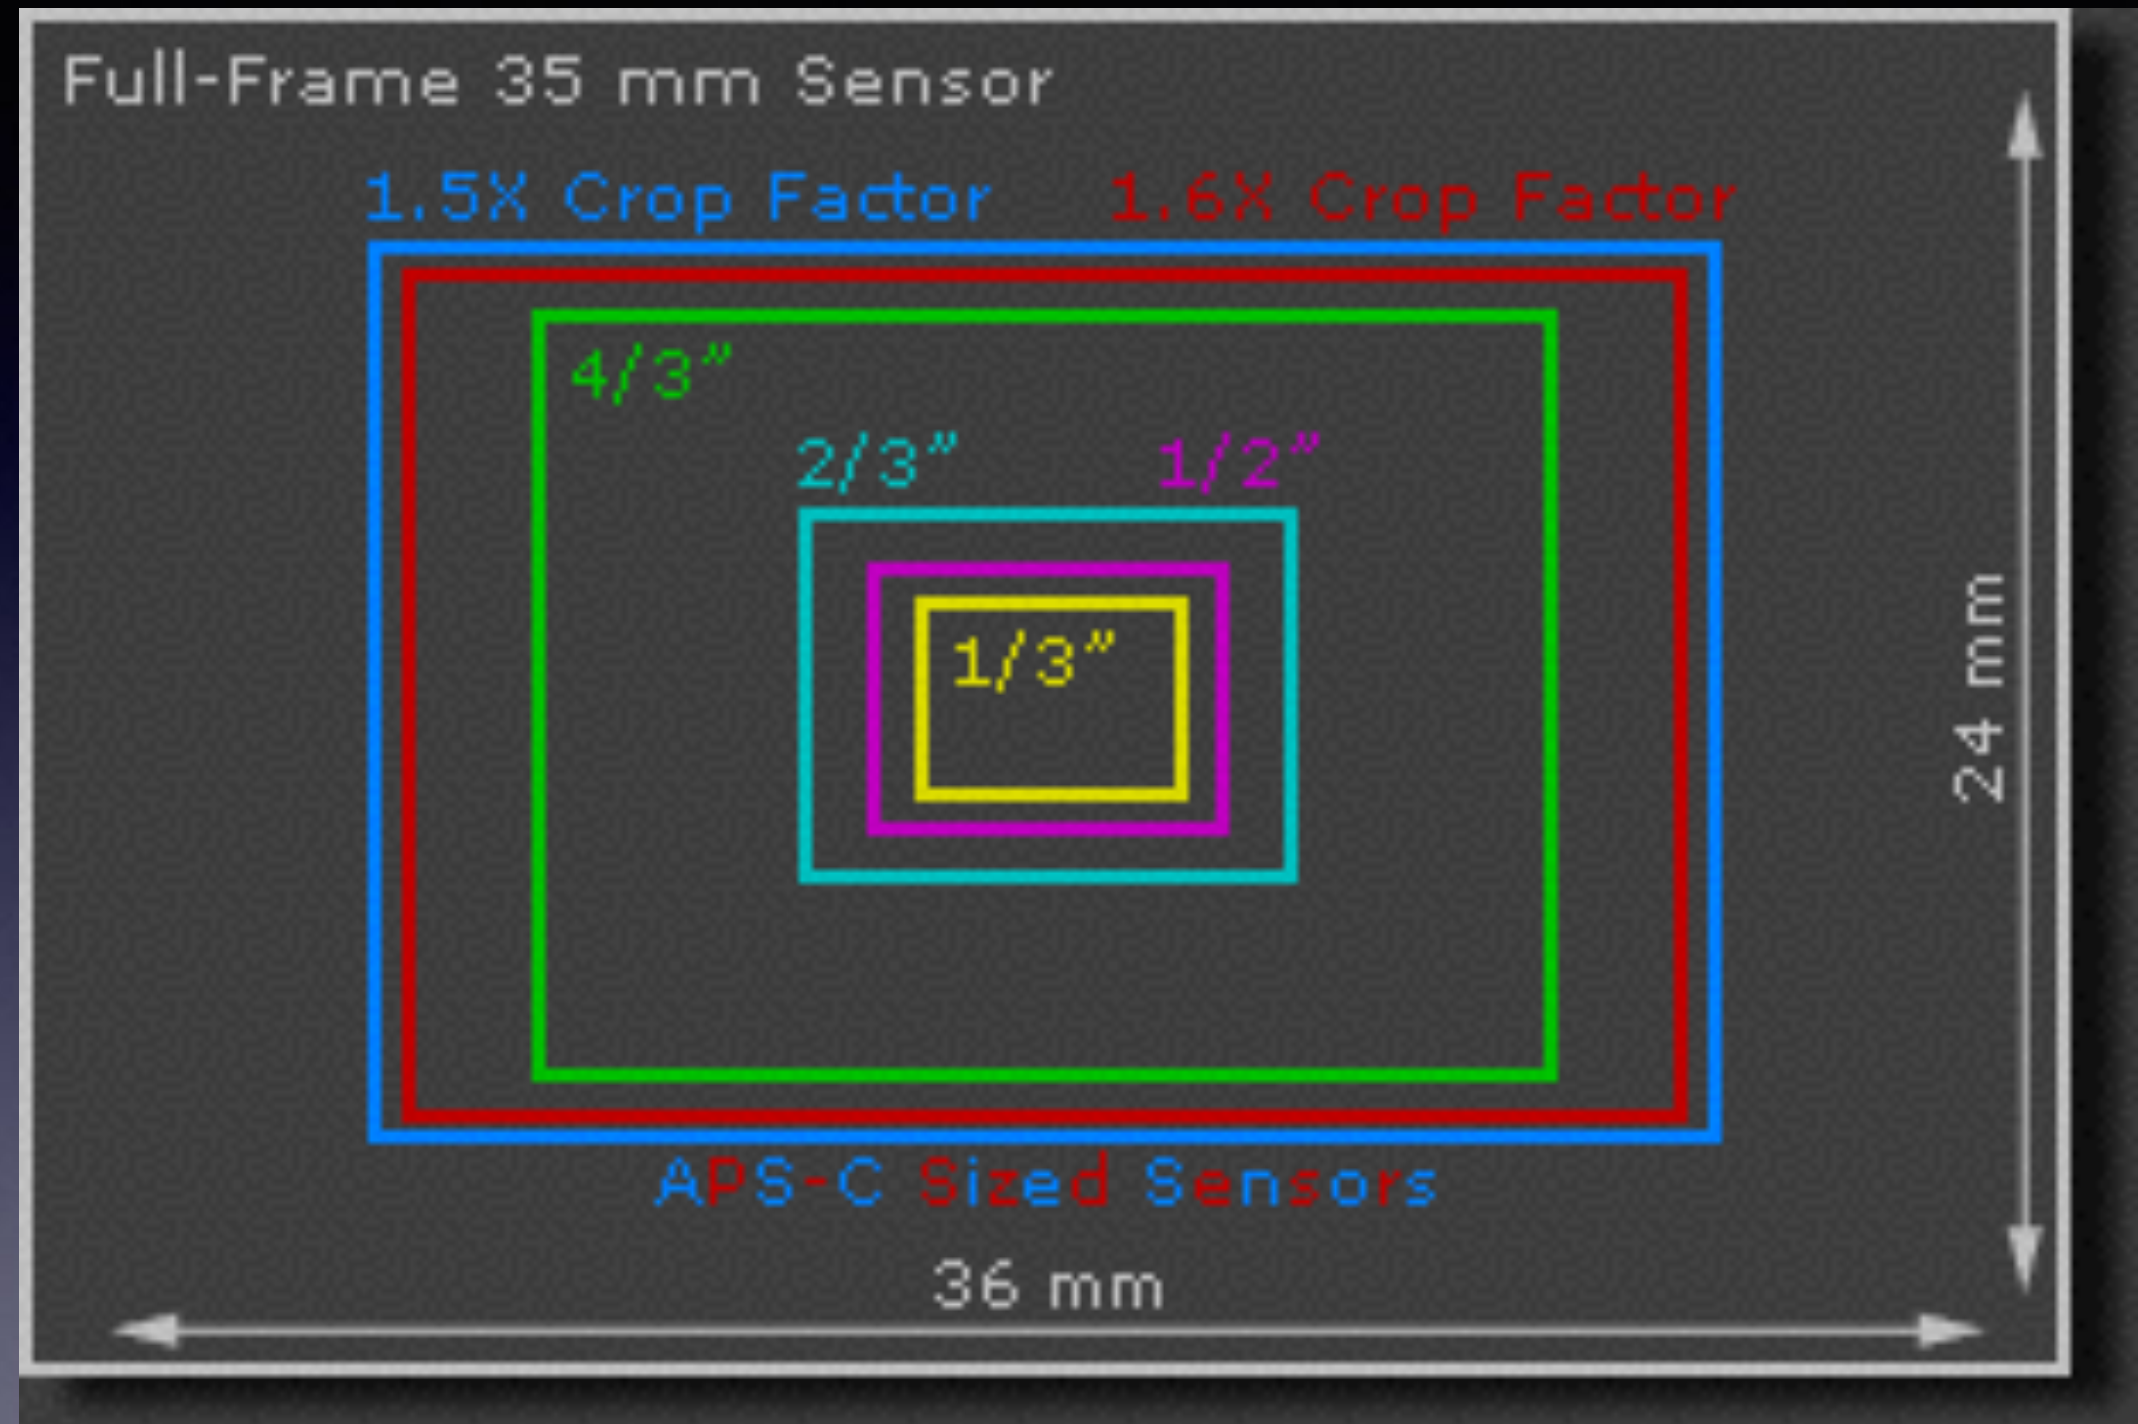 Full-Frame 35 mm Sensor
1.5X Crop Factor
1.6X Crop Factor
4/3”
2/3”
1/2”
1/3”
24 mm
APS-C Sized Sensors
36 mm